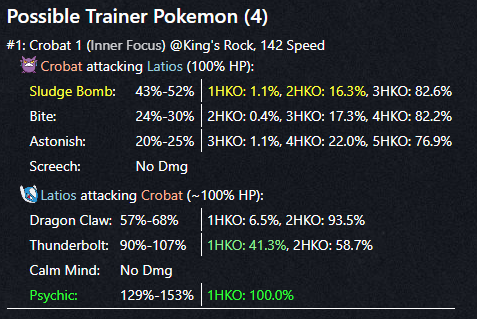 Possible Trainer Pokemon (4)
#1: Crobat 1 (Inner Focus) @King's Rock, 142 Speed
Crobat attacking Latios (100% HP):
Sludge Bomb: 43%-52% 1HKO: 1.1%, 2HKO: 16.3%, 3HKO: 82.6%
Bite: 24%-30% 2HKO: 0.4%, 3HKO: 17.3%, 4HKO: 82.2%
Astonish: 20%-25% 3HKO: 1.1%, 4HKO: 22.0%, 5HKO: 76.9%
Screech: No Dmg
Latios attacking Crobat (~100% HP):
Dragon Claw: 57%-68% 1HKO: 6.5%, 2HKO: 93.5%
Thunderbolt: 90%-107% 1HKO: 41.3%, 2HKO: 58.7%
Calm Mind: No Dmg
Psychic: 129%-153% 1HKO: 100.0%